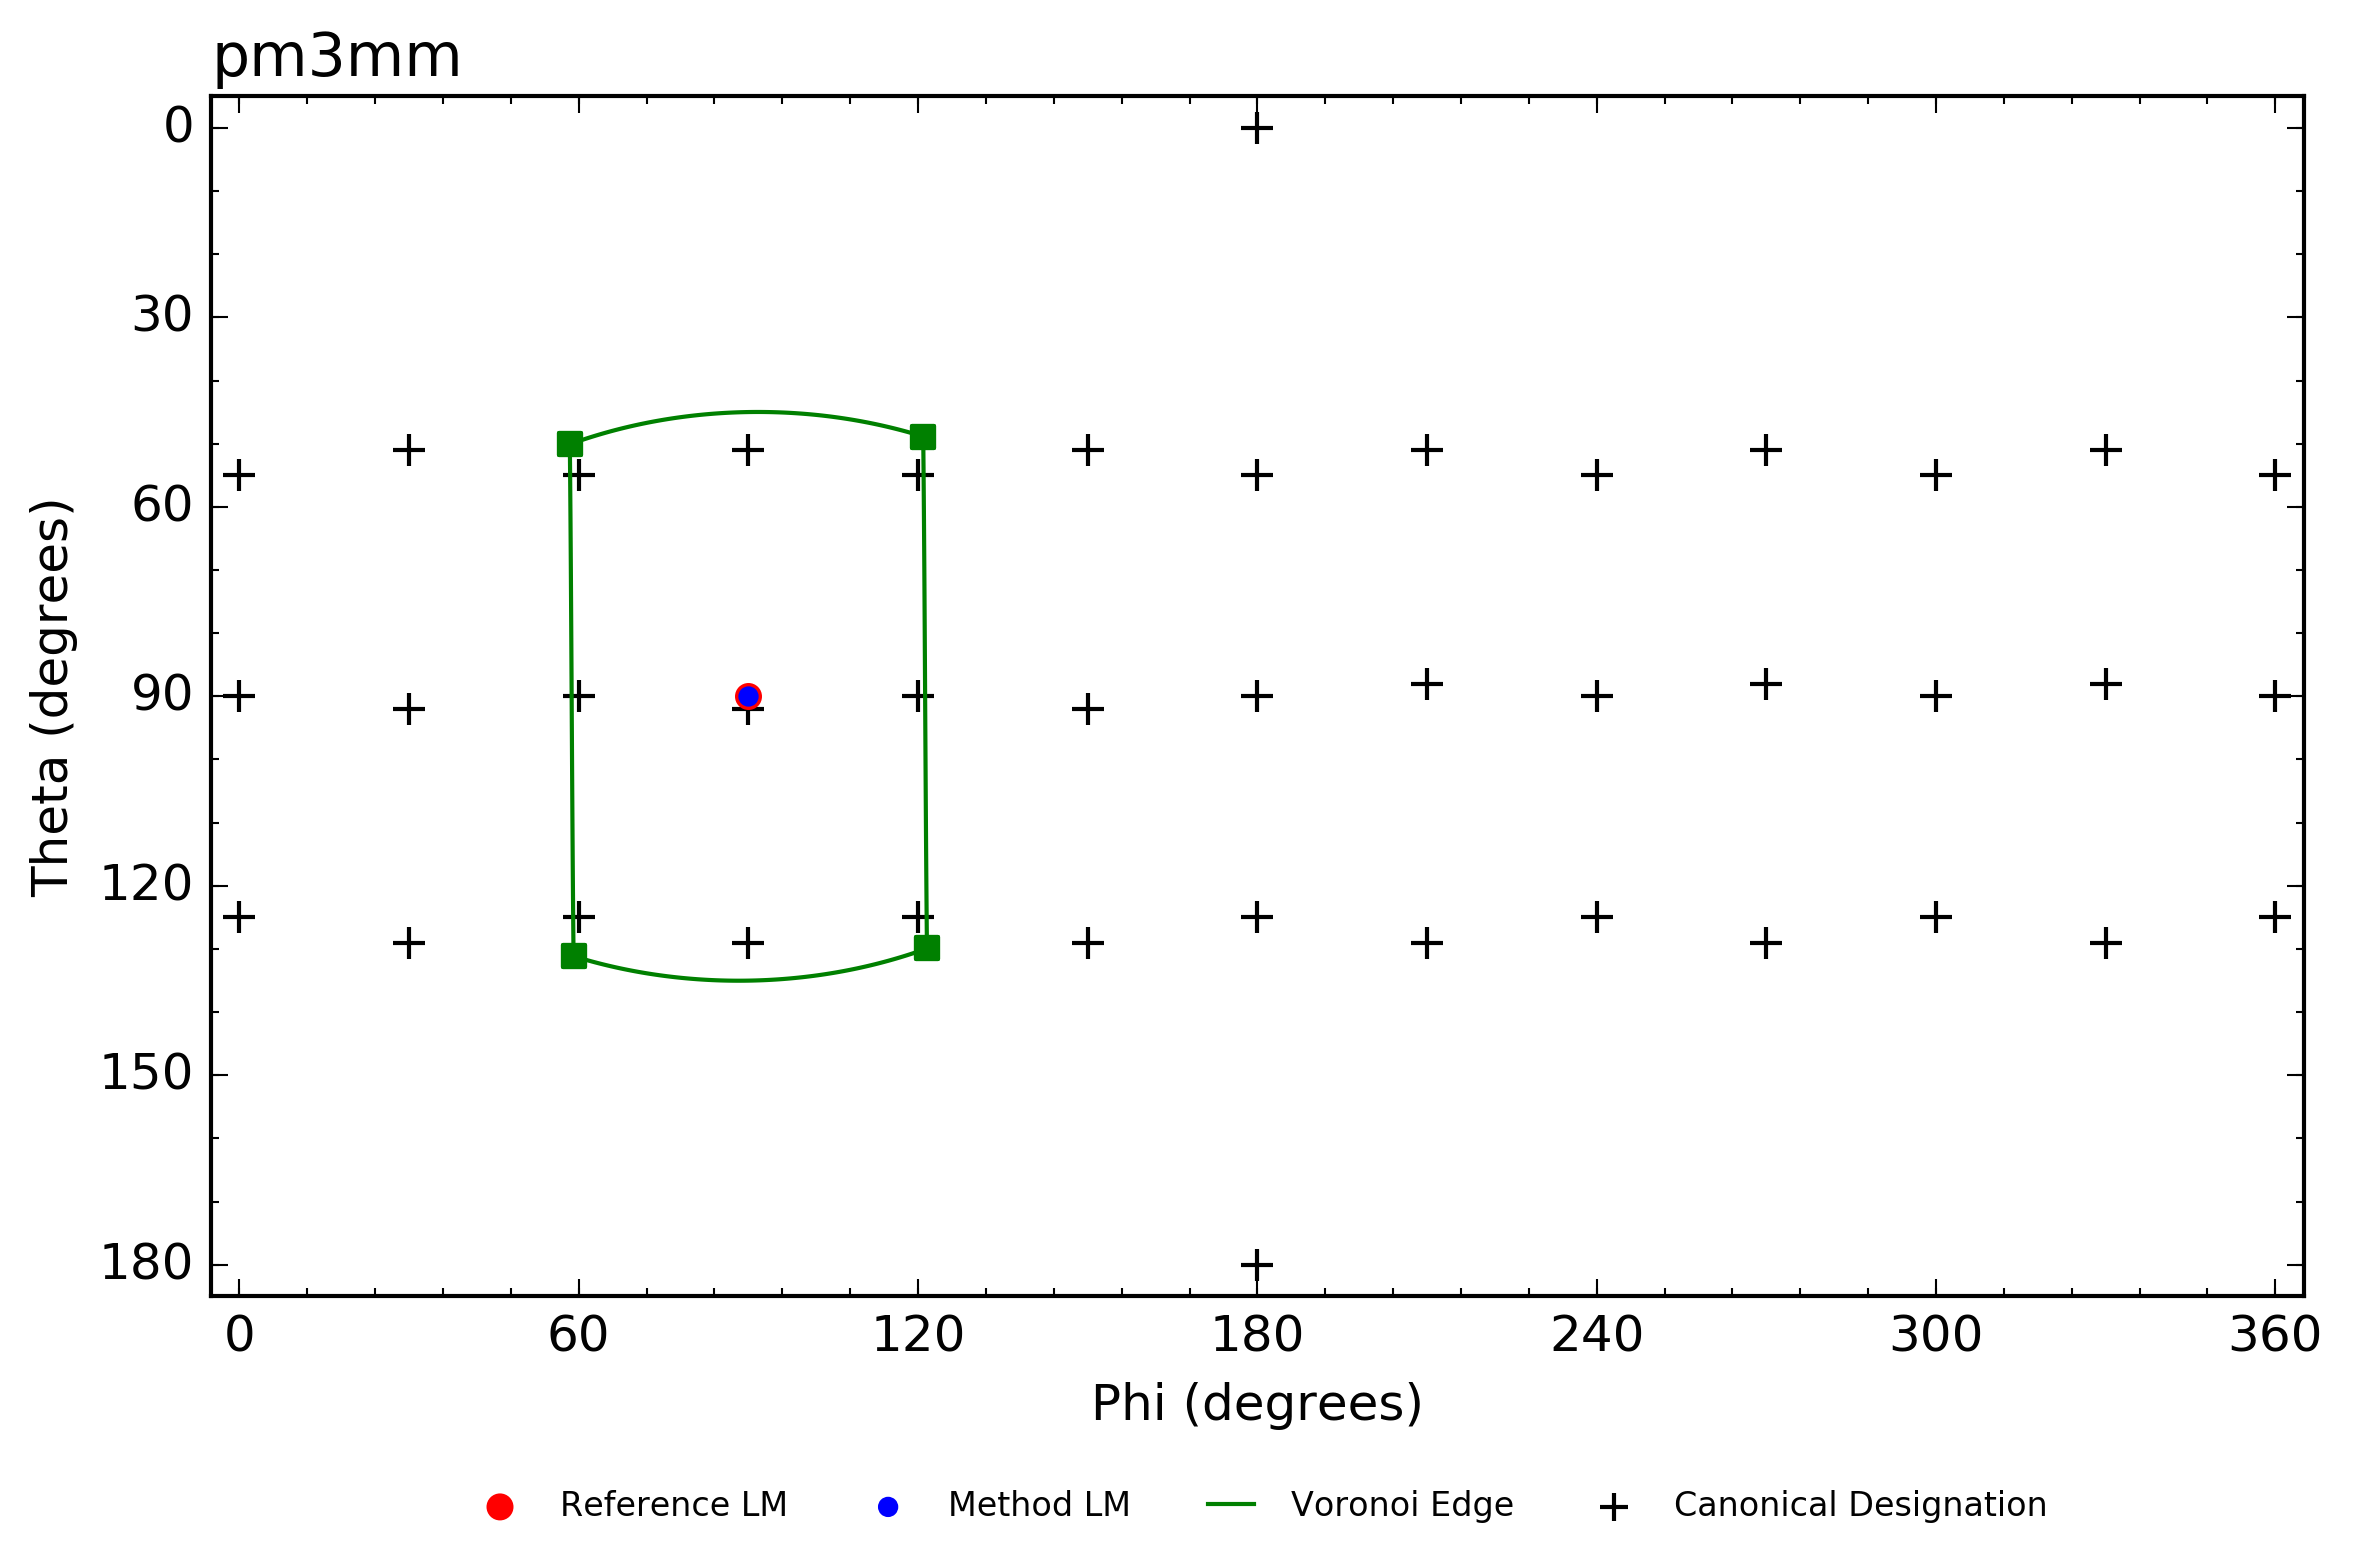 pm3mm
0
30
60
90
120
150
180
Theta (degrees)
0 60 120 180 240 300 360
Phi (degrees)
Reference LM Method LM Voronoi Edge Canonical Designation